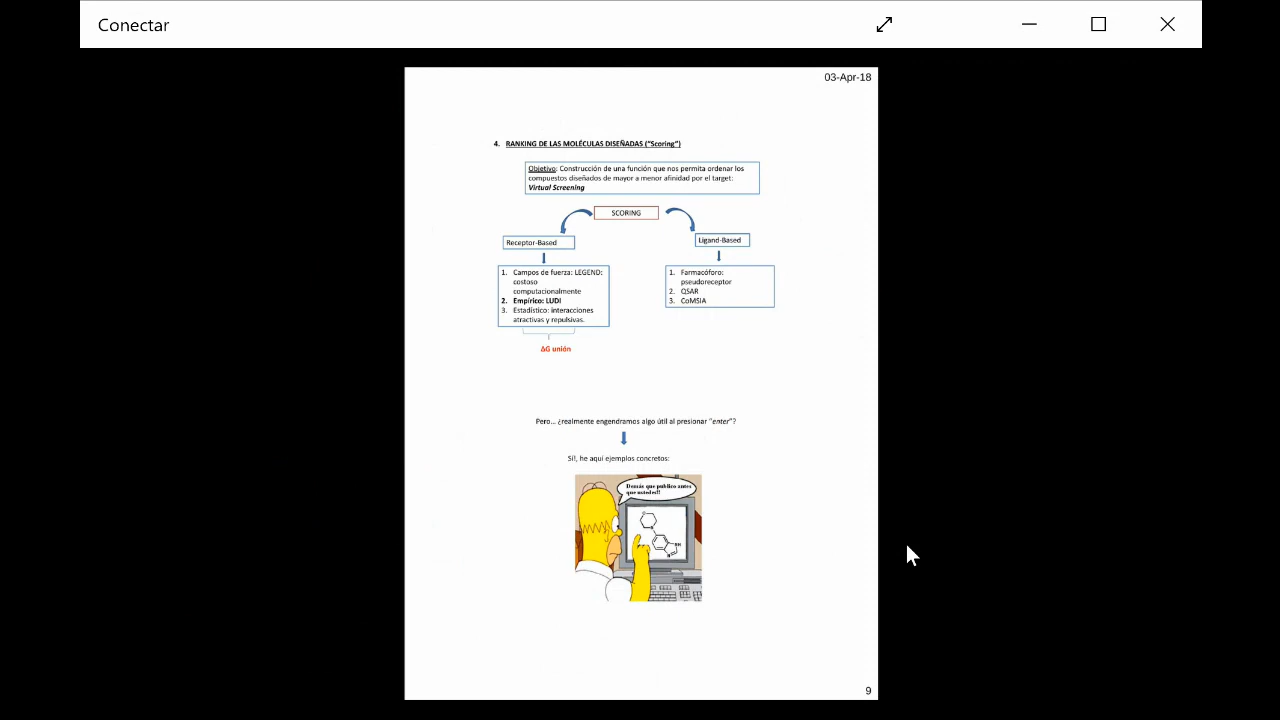 Conectar
03-Apr-18
4. RANKING DE LAS MOLÉCULAS DISEÑADAS ("Scoring")
Objetivo: Construcción de una función que nos permita ordenar los
compuestos diseñados de mayor a menor afinidad por el target:
Virtual Screening
SCORING
Receptor-Based
Ligand-Based
1. Campos de fuerza: LEGEND:
costoso
computacionalmente
2. Empírico: LUDI
3. Estadístico: interacciones
atractivas y repulsivas.
1. Farmacóforo:
pseudoreceptor
2. QSAR
3. CoMSIA
ΔG unión
Pero... ¿realmente engendramos algo útil al presionar "enter"?
Sí!, he aquí ejemplos concretos:
Demás que publico antes
que ustedes!!
9